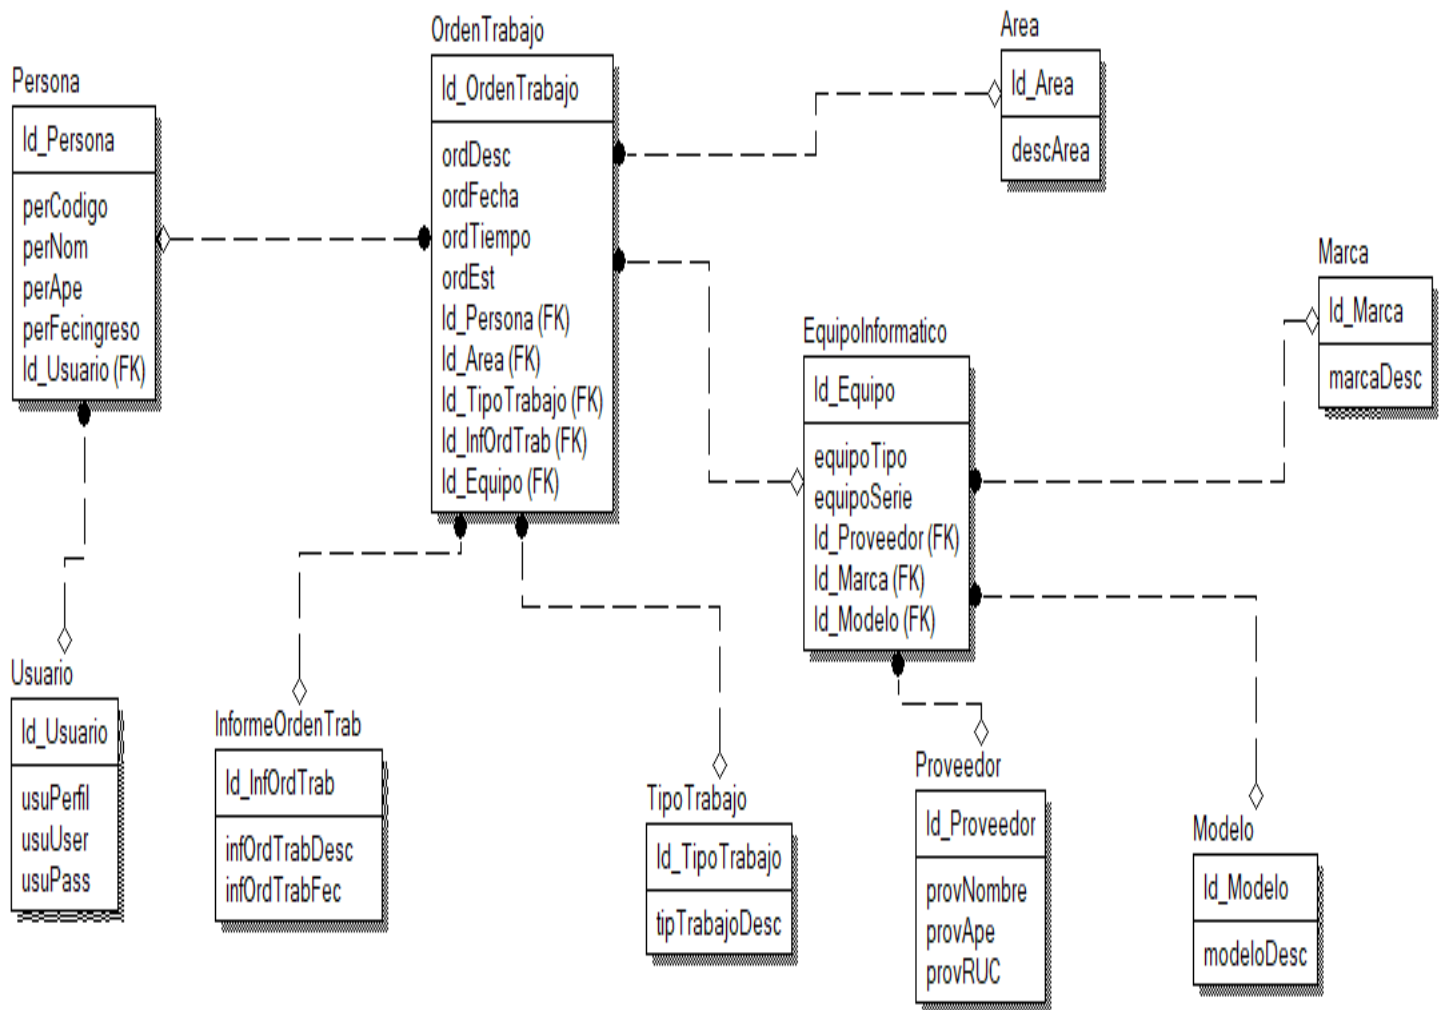 Persona
Id_Persona
perCodigo
perNom
perApe
perFecingreso
Id_Usuario (FK)
OrdenTrabajo
Id_OrdenTrabajo
ordDesc
ordFecha
ordTiempo
ordEst
Id_Persona (FK)
Id_Area (FK)
Id_TipoTrabajo (FK)
Id_InfOrdTrab (FK)
Id_Equipo (FK)
Area
Id_Area
descArea
Marca
Id_Marca
marcaDesc
EquipoInformatico
Id_Equipo
equipoTipo
equipoSerie
Id_Proveedor (FK)
Id_Marca (FK)
Id_Modelo (FK)
Usuario
Id_Usuario
usuPerfil
usuUser
usuPass
InformeOrdenTrab
Id_InfOrdTrab
infOrdTrabDesc
infOrdTrabFec
TipoTrabajo
Id_TipoTrabajo
tipTrabajoDesc
Proveedor
Id_Proveedor
provNombre
provApe
provRUC
Modelo
Id_Modelo
modeloDesc